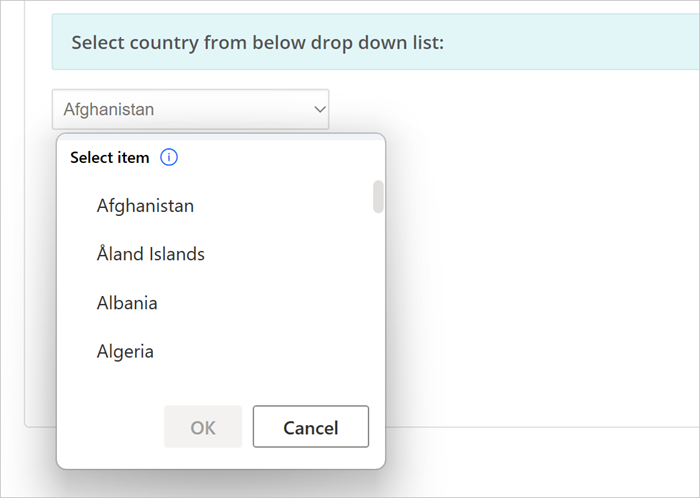 Select country from below drop down list:
Afghanistan
Select item
Afghanistan
Åland Islands
Albania
Algeria
OK Cancel